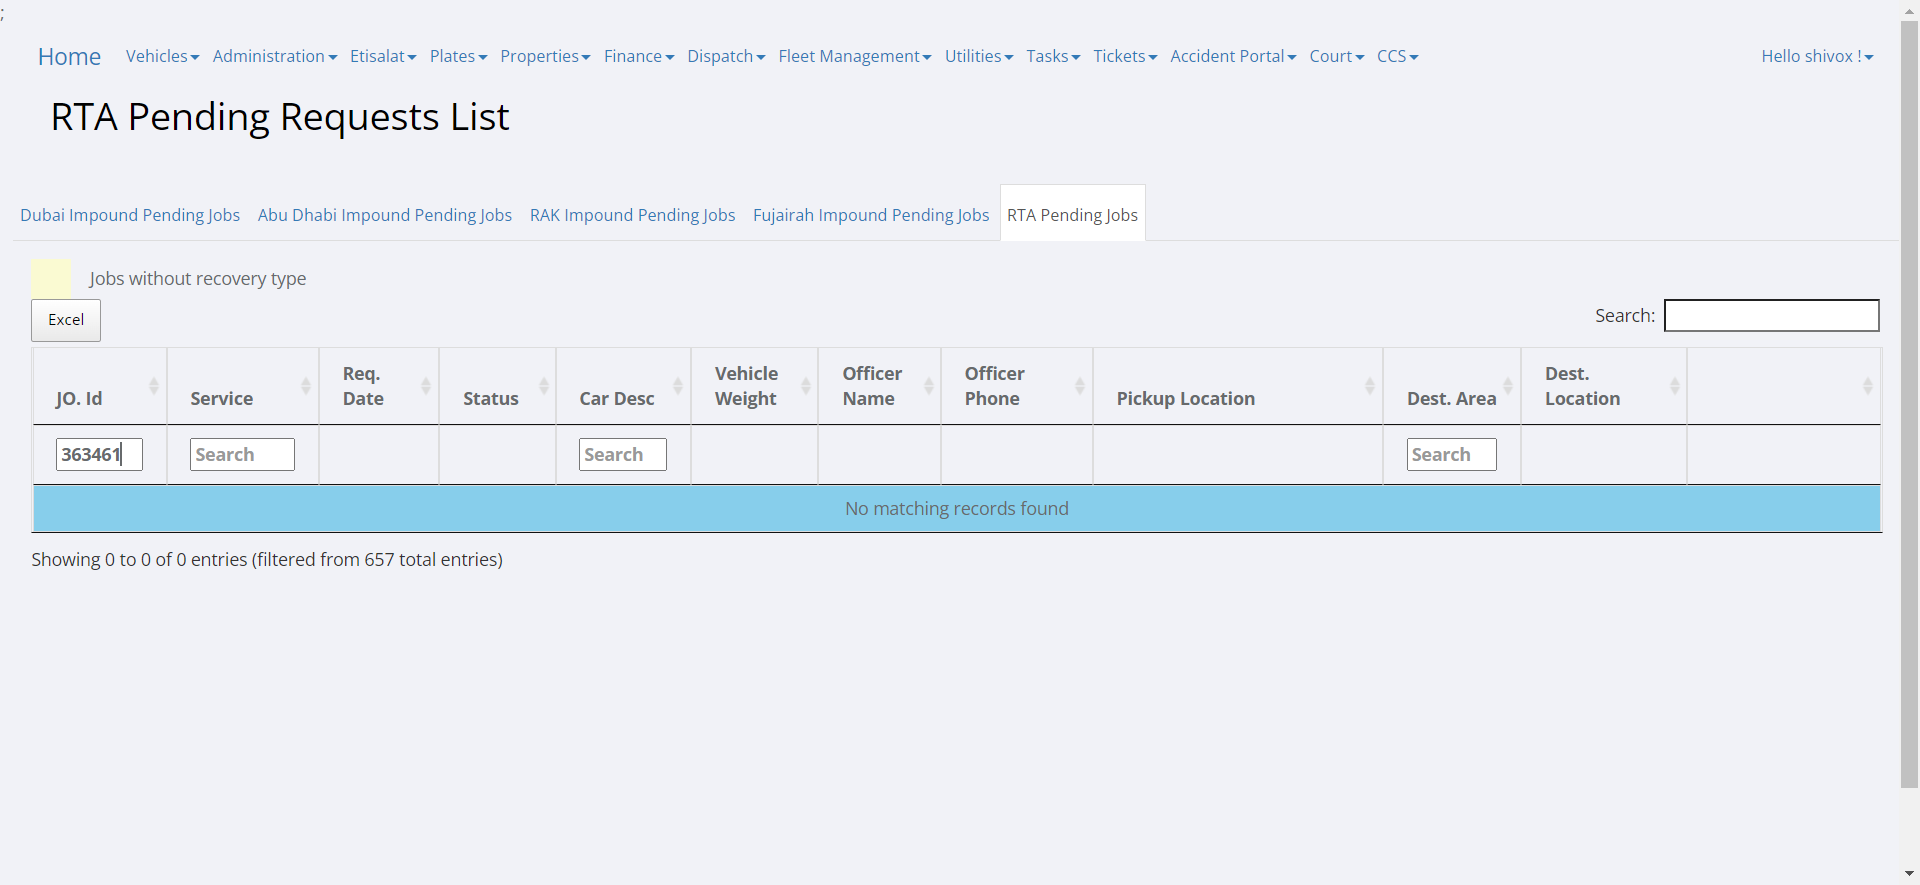 ;
Home Vehicles Administration Etisalat Plates Properties Finance Dispatch Fleet Management Utilities Tasks Tickets Accident Portal Court CCS Hello shivox !
RTA Pending Requests List
Dubai Impound Pending Jobs Abu Dhabi Impound Pending Jobs RAK Impound Pending Jobs Fujairah Impound Pending Jobs RTA Pending Jobs
Jobs without recovery type
Excel Search:
JO. Id Service Req. Date Status Car Desc Vehicle Weight Officer Name Officer Phone Pickup Location Dest. Area Dest. Location
363461 Search Search Search
No matching records found
Showing 0 to 0 of 0 entries (filtered from 657 total entries)